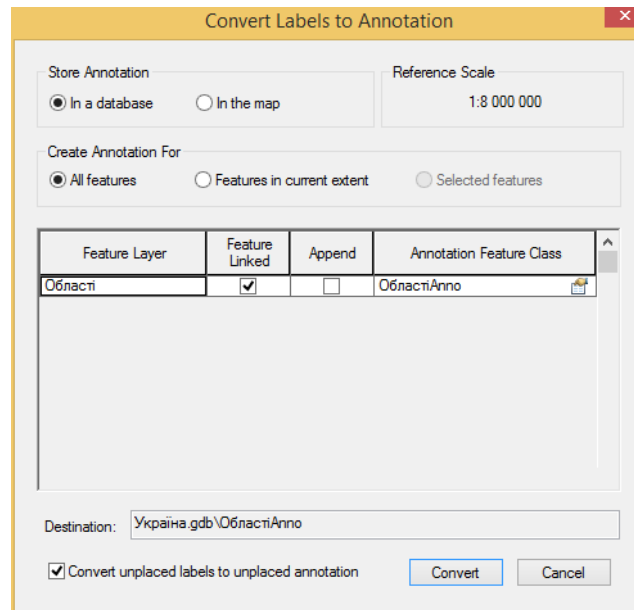 Convert Labels to Annotation
Store Annotation
In a database In the map
Reference Scale
1:8 000 000
Create Annotation For
All features Features in current extent Selected features
Feature Layer Feature Linked Append Annotation Feature Class
Області ОбластіAnno
Destination: Україна.gdb\ОбластіAnno
Convert unplaced labels to unplaced annotation Convert Cancel